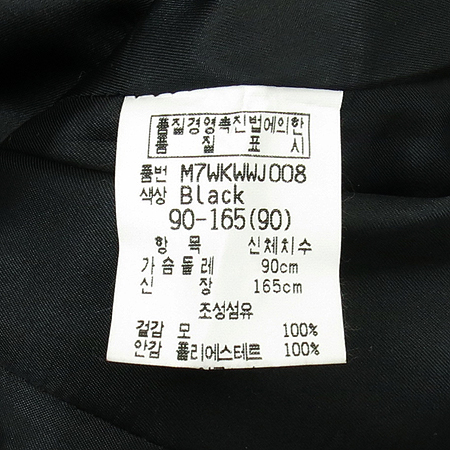 품질경영촉진법에의한
품 질 표 시
품번 M7WKWWJ008
색상 Black
90-165(90)
항 목 신체치수
가슴둘레 90cm
신 장 165cm
조성섬유
겉감 모 100%
안감 폴리에스테르 100%